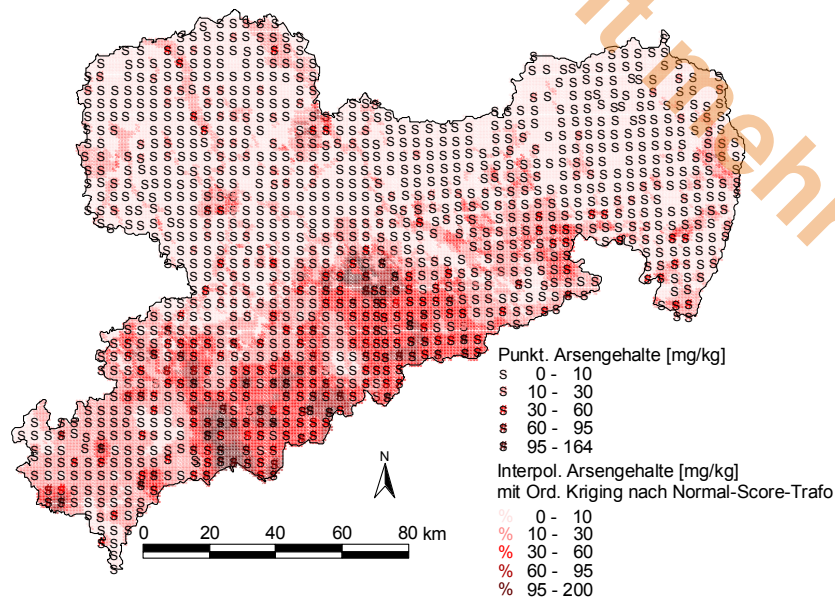 it mehr
Punkt. Arsengehalte [mg/kg]
S 0 - 10
S 10 - 30
S 30 - 60
S 60 - 95
S 95 - 164
Interpol. Arsengehalte [mg/kg]
mit Ord. Kriging nach Normal-Score-Trafo
% 0 - 10
% 10 - 30
% 30 - 60
% 60 - 95
% 95 - 200
N
0 20 40 60 80 km